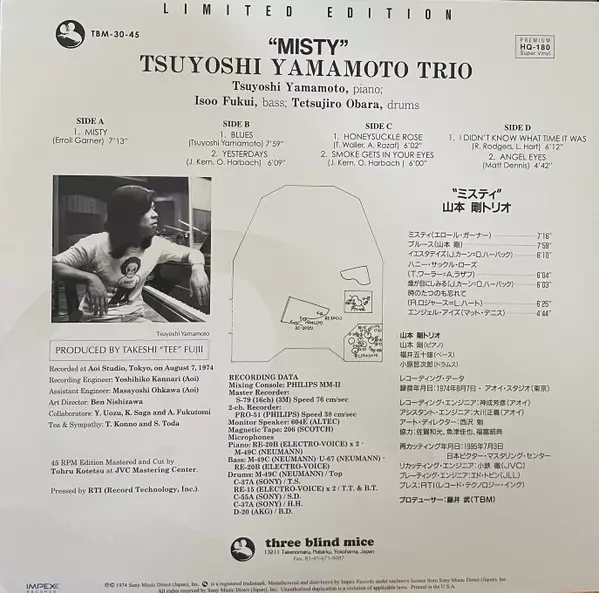 LIMITED EDITION
TBM-30-45
PREMIUM
HQ-180
Super Vinyl
"MISTY"
TSUYOSHI YAMAMOTO TRIO
Tsuyoshi Yamamoto, piano;
Isoo Fukui, bass; Tetsujiro Obara, drums
SIDE A
1. MISTY
(Erroll Garner) 7'13"
SIDE B
1. BLUES
(Tsuyoshi Yamamoto) 7'59"
2. YESTERDAYS
(J. Kern, O. Harbach) 6'09"
SIDE C
1. HONEYSUCKLE ROSE
(T. Waller, A. Razaf) 6'02"
2. SMOKE GETS IN YOUR EYES
(J. Kern, O. Harbach) 6'00"
SIDE D
1. I DIDN'T KNOW WHAT TIME IT WAS
(R. Rodgers, L. Hart) 6'12"
2. ANGEL EYES
(Matt Dennis) 4'42"
"ミスティ"
山本 剛トリオ
ミスティ(エロール・ガーナー) 7'16"
ブルース(山本 剛) 7'59"
イエスタデイズ(J.カーン=O.ハーバック) 6'10"
ハニー・サックル・ローズ
(T.ワーラー=A.ラザフ) 6'04"
煙が目にしみる(J.カーン=O.ハーバック) 6'03"
時のたつのも忘れて
(R.ロジャース=L.ハート) 6'25"
エンジェル・アイズ(マット・デニス) 4'44"
Tsuyoshi Yamamoto
PRODUCED BY TAKESHI "TEE" FUJII
Recorded at Aoi Studio, Tokyo, on August 7, 1974
Recording Engineer: Yoshihiko Kannari (Aoi)
Assistant Engineer: Masayoshi Ohkawa (Aoi)
Art Director: Ben Nishizawa
Collaborators: Y. Uozu, K. Saga and A. Fukutomi
Tea & Sympathy: T. Konno and S. Toda
45 RPM Edition Mastered and Cut by
Tohru Kotetsu at JVC Mastering Center.
Pressed by RTI (Record Technology, Inc.)
RECORDING DATA
Mixing Console: PHILIPS MM-II
Master Recorder:
S-79 (16ch) (3M) Speed 76 cm/sec
2-ch. Recorder:
PRO-51 (PHILIPS) Speed 38 cm/sec
Monitor Speaker: 604E (ALTEC)
Magnetic Tape: 206 (SCOTCH)
Microphones
Piano: RE-20B (ELECTRO-VOICE) x 2 ·
M-49C (NEUMANN)
Bass: M-49C (NEUMANN)· U-67 (NEUMANN) ·
RE-20B (ELECTRO-VOICE)
Drums: M-49C (NEUMANN) / Top
C-37A (SONY) / T.S.
RE-15 (ELECTRO-VOICE) x 2 / T.T. & B.T.
C-55A (SONY) / S.D.
C-37A (SONY) / H.H.
D-20 (AKG) / B.D.
山本 剛トリオ
山本 剛(ピアノ)
福井五十雄(ベース)
小原哲次郎(ドラムス)
レコーディング・データ
録音年月日:1974年8月7日・アオイ・スタジオ(東京)
レコーディング・エンジニア:神成芳彦(アオイ)
アシスタント・エンジニア:大川正義(アオイ)
アート・ディレクター:西沢 勉
協力:佐賀和光、魚津佳也、福富昭典
再カッティング年月日:1995年7月3日
日本ビクター・マスタリング・センター
リカッティング・エンジニア:小鉄 徹(JVC)
プレーティング・エンジニア:エド・トビン(JLL)
プレス:RTI(レコード・テクノロジー・インク)
プロデューサー:藤井 武(TBM)
three blind mice
IMPEX
RECORDS